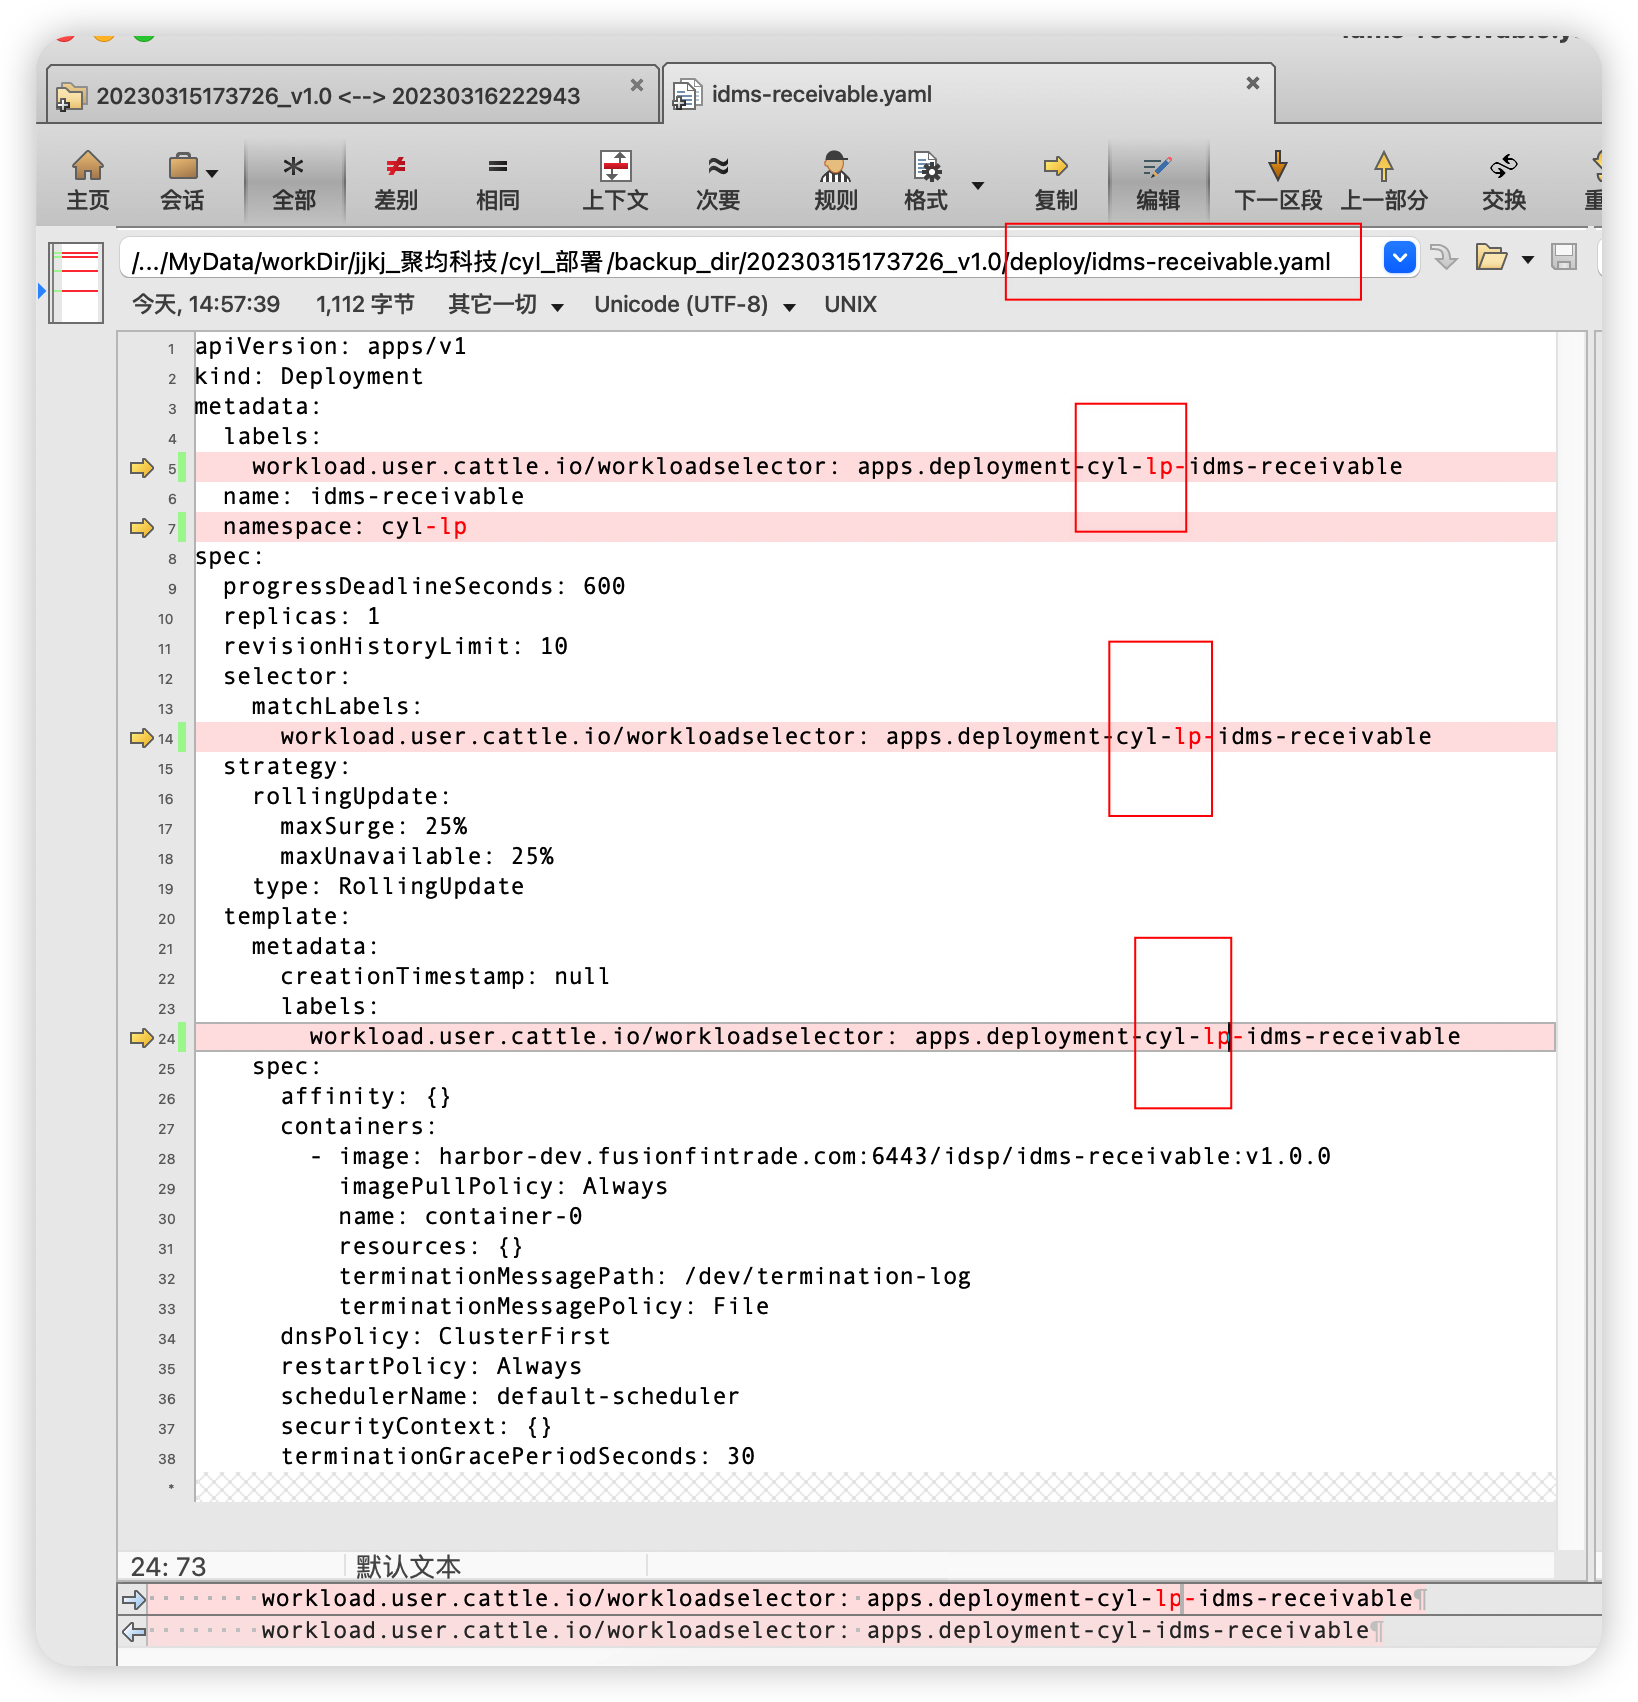 20230315173726_v1.0 <--> 20230316222943
idms-receivable.yaml
主页 会话 全部 差别 相同 上下文 次要 规则 格式 复制 编辑 下一区段 上一部分 交换
/.../MyData/workDir/jjkj_聚均科技/cyl_部署/backup_dir/20230315173726_v1.0/deploy/idms-receivable.yaml
今天, 14:57:39 1,112 字节 其它一切 Unicode (UTF-8) UNIX
1 apiVersion: apps/v1
2 kind: Deployment
3 metadata:
4 labels:
5 workload.user.cattle.io/workloadselector: apps.deployment-cyl-lp-idms-receivable
6 name: idms-receivable
7 namespace: cyl-lp
8 spec:
9 progressDeadlineSeconds: 600
10 replicas: 1
11 revisionHistoryLimit: 10
12 selector:
13 matchLabels:
14 workload.user.cattle.io/workloadselector: apps.deployment-cyl-lp-idms-receivable
15 strategy:
16 rollingUpdate:
17 maxSurge: 25%
18 maxUnavailable: 25%
19 type: RollingUpdate
20 template:
21 metadata:
22 creationTimestamp: null
23 labels:
24 workload.user.cattle.io/workloadselector: apps.deployment-cyl-lp-idms-receivable
25 spec:
26 affinity: {}
27 containers:
28 - image: harbor-dev.fusionfintrade.com:6443/idsp/idms-receivable:v1.0.0
29 imagePullPolicy: Always
30 name: container-0
31 resources: {}
32 terminationMessagePath: /dev/termination-log
33 terminationMessagePolicy: File
34 dnsPolicy: ClusterFirst
35 restartPolicy: Always
36 schedulerName: default-scheduler
37 securityContext: {}
38 terminationGracePeriodSeconds: 30
24: 73 默认文本
workload.user.cattle.io/workloadselector: apps.deployment-cyl-lp-idms-receivable¶
workload.user.cattle.io/workloadselector: apps.deployment-cyl-idms-receivable¶